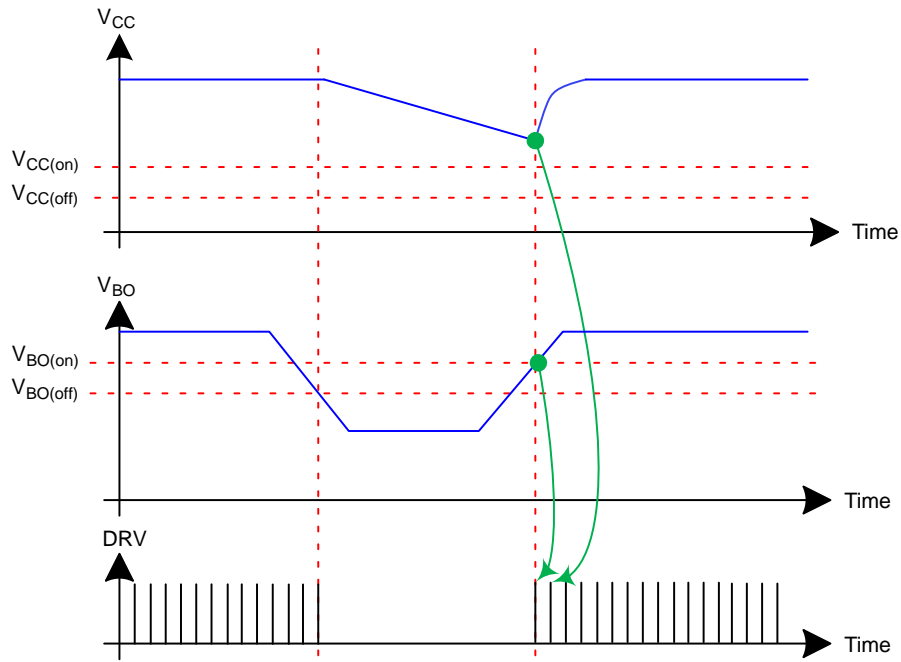 VCC
VCC(on)
VCC(off)
Time
VBO
VBO(on)
VBO(off)
Time
DRV
Time